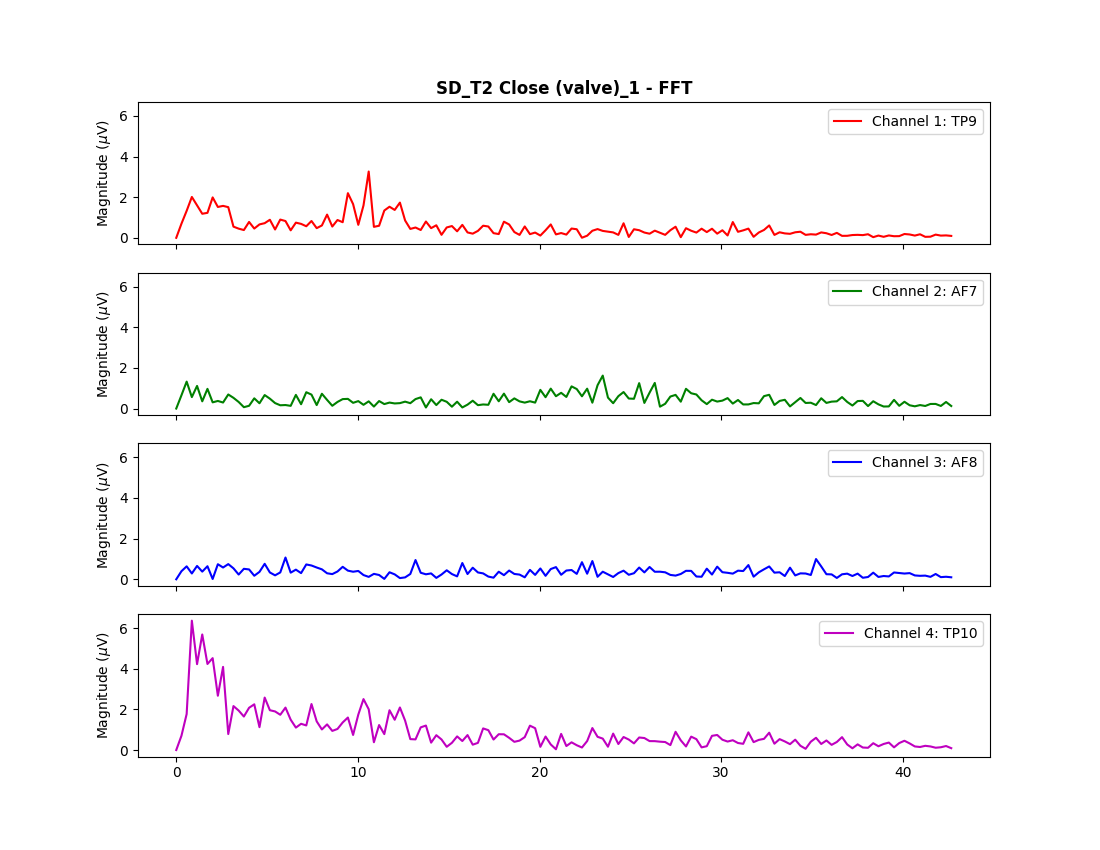 SD_T2 Close (valve)_1 - FFT
6
4
2
0
Magnitude (μV)
Channel 1: TP9
6
4
2
0
Magnitude (μV)
Channel 2: AF7
6
4
2
0
Magnitude (μV)
Channel 3: AF8
6
4
2
0
Magnitude (μV)
Channel 4: TP10
0 10 20 30 40